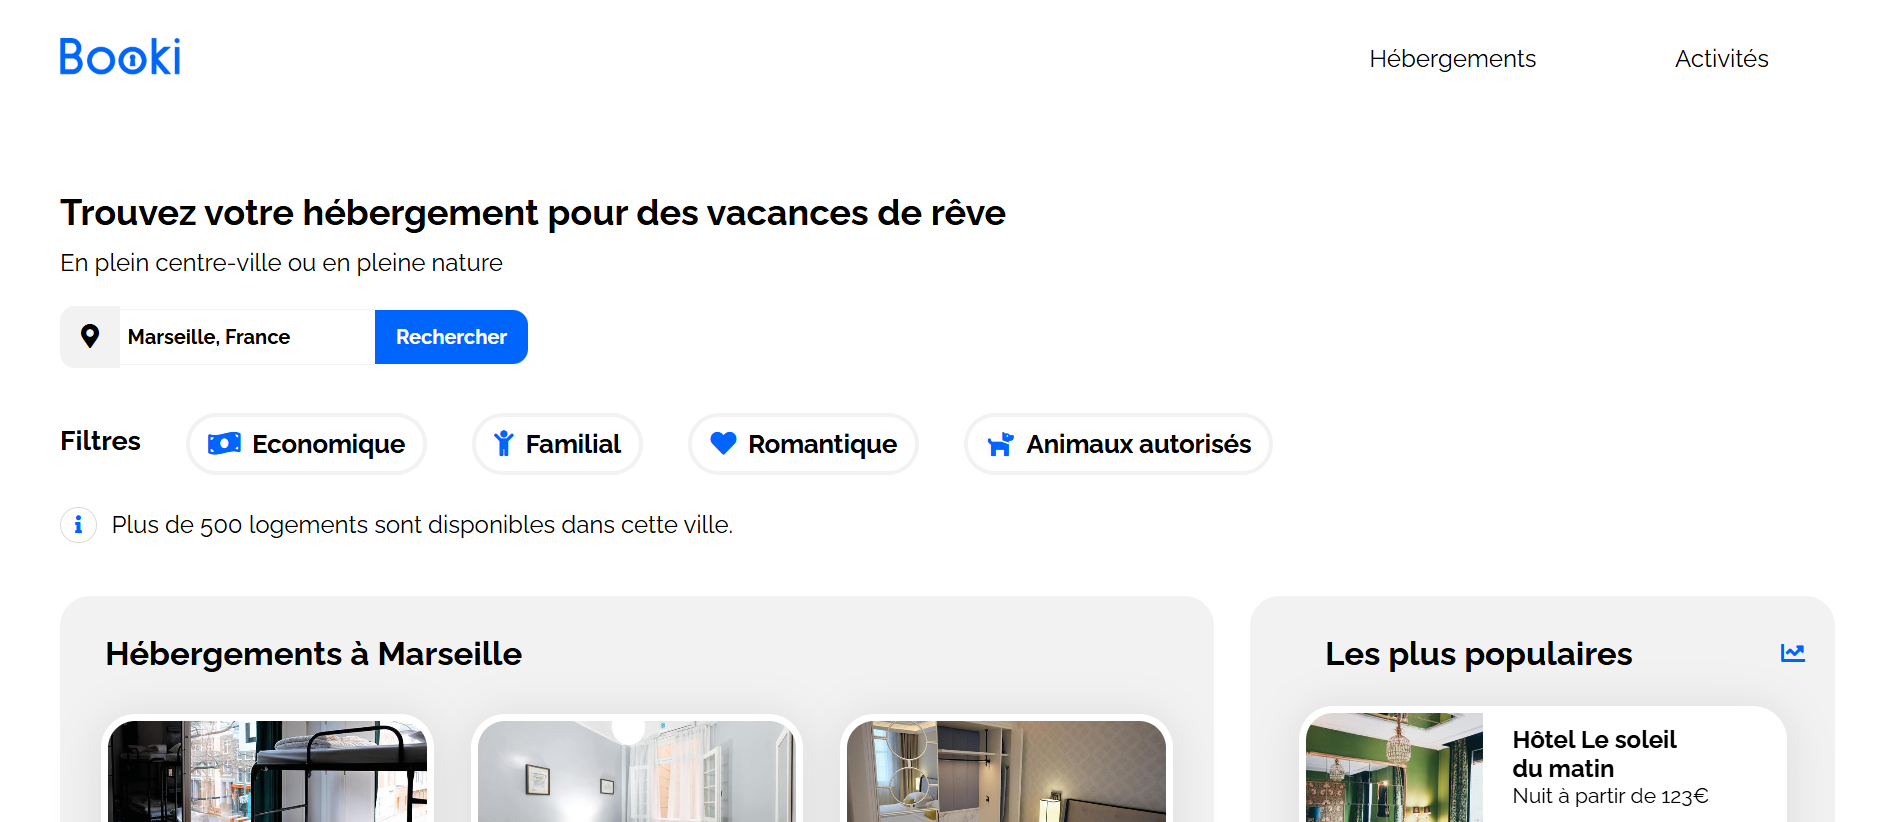 Booki
Hébergements
Activités
Trouvez votre hébergement pour des vacances de rêve
En plein centre-ville ou en pleine nature
Marseille, France
Rechercher
Filtres
Economique
Familial
Romantique
Animaux autorisés
Plus de 500 logements sont disponibles dans cette ville.
Hébergements à Marseille
Les plus populaires
Hôtel Le soleil
du matin
Nuit à partir de 123€